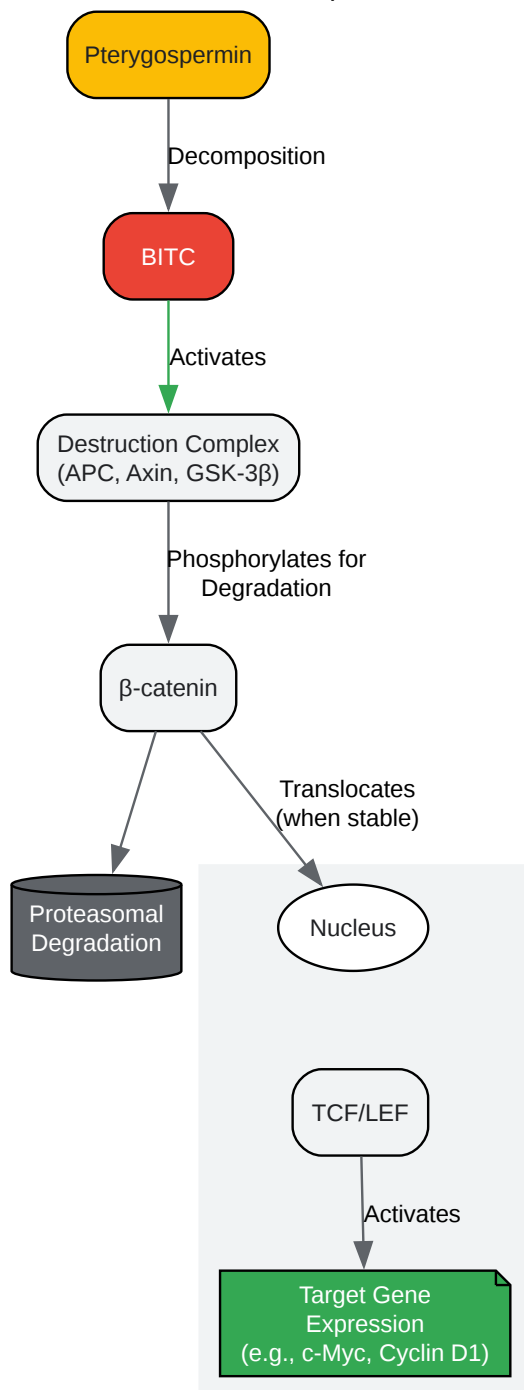 Pterygospermin
Decomposition
BITC
Activates
Destruction Complex
(APC, Axin, GSK-3β)
Phosphorylates for
Degradation
β-catenin
Translocates
(when stable)
Proteasomal
Degradation
Nucleus
TCF/LEF
Activates
Target Gene
Expression
(e.g., c-Myc, Cyclin D1)